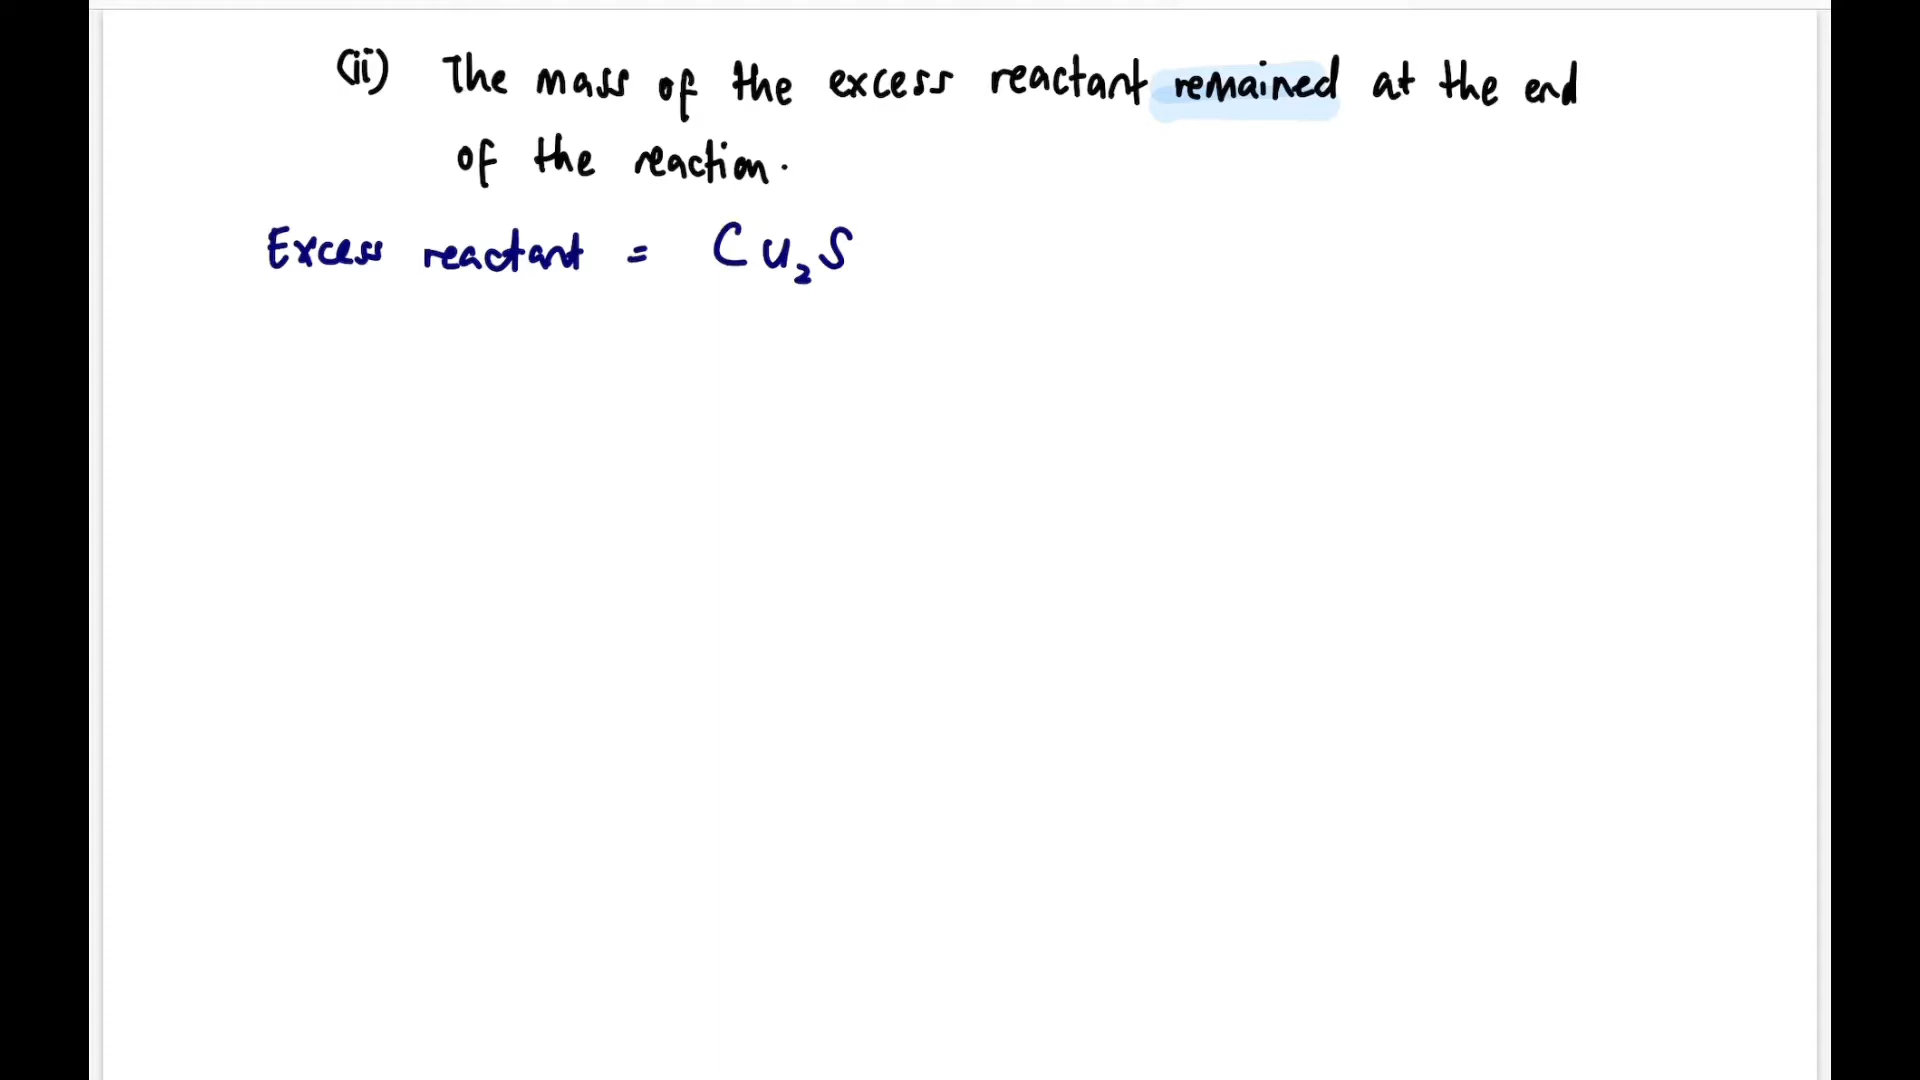 (ii) The mass of the excess reactant remained at the end
of the reaction.
Excess reactant = Cu₂S